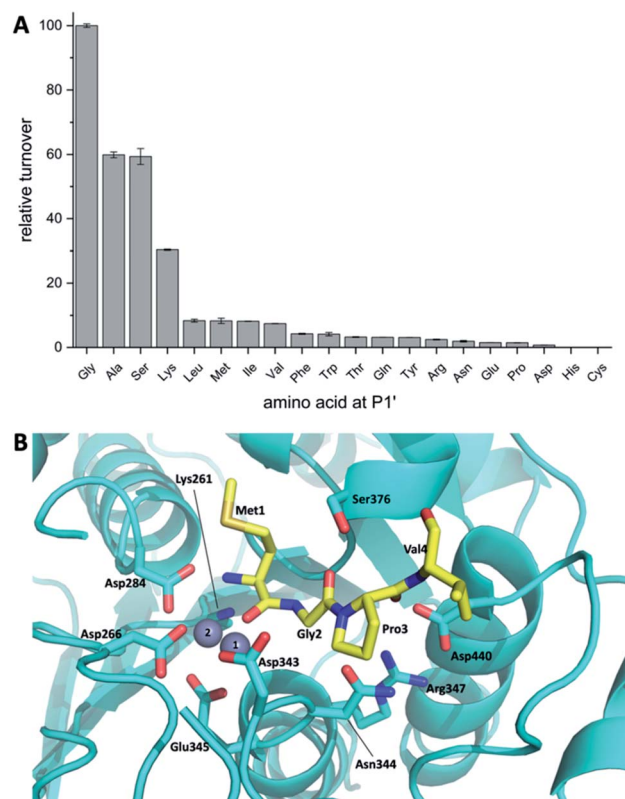 A
relative turnover
100
80
60
40
20
0
Gly Ala Ser Lys Leu Met Ile Val Phe Trp Thr Gln Tyr Arg Asn Glu Pro Asp His Cys
amino acid at P1'
B
Lys261
Met1
Ser376
Val4
Asp284
Gly2
Pro3
Asp266
2
1
Asp343
Asp440
Arg347
Glu345
Asn344